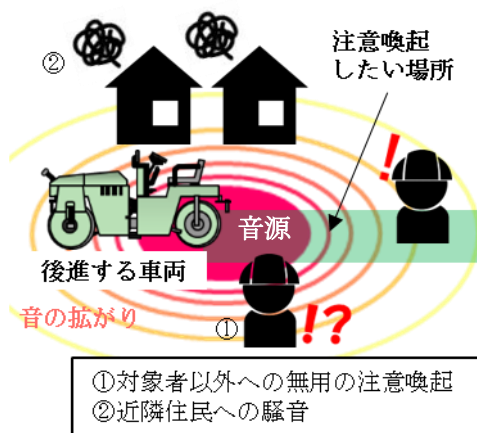 ②
注意喚起
したい場所
!
音源
後進する車両
音の拡がり
①
!?
①対象者以外への無用の注意喚起
②近隣住民への騒音